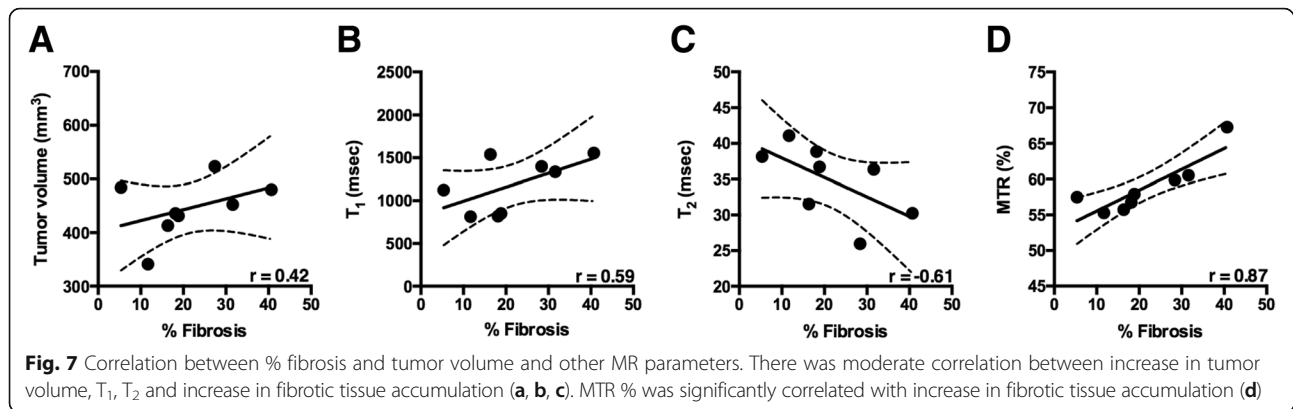 A
B
C
D
700
600
500
400
300
Tumor volume (mm³)
0 10 20 30 40 50
% Fibrosis
r = 0.42
2500
2000
1500
1000
500
0
T₁ (msec)
0 10 20 30 40 50
% Fibrosis
r = 0.59
50
45
40
35
30
25
20
T₂ (msec)
0 10 20 30 40 50
% Fibrosis
r = -0.61
75
70
65
60
55
50
45
MTR (%)
0 10 20 30 40 50
% Fibrosis
r = 0.87
Fig. 7 Correlation between % fibrosis and tumor volume and other MR parameters. There was moderate correlation between increase in tumor
volume, T₁, T₂ and increase in fibrotic tissue accumulation (a, b, c). MTR % was significantly correlated with increase in fibrotic tissue accumulation (d)